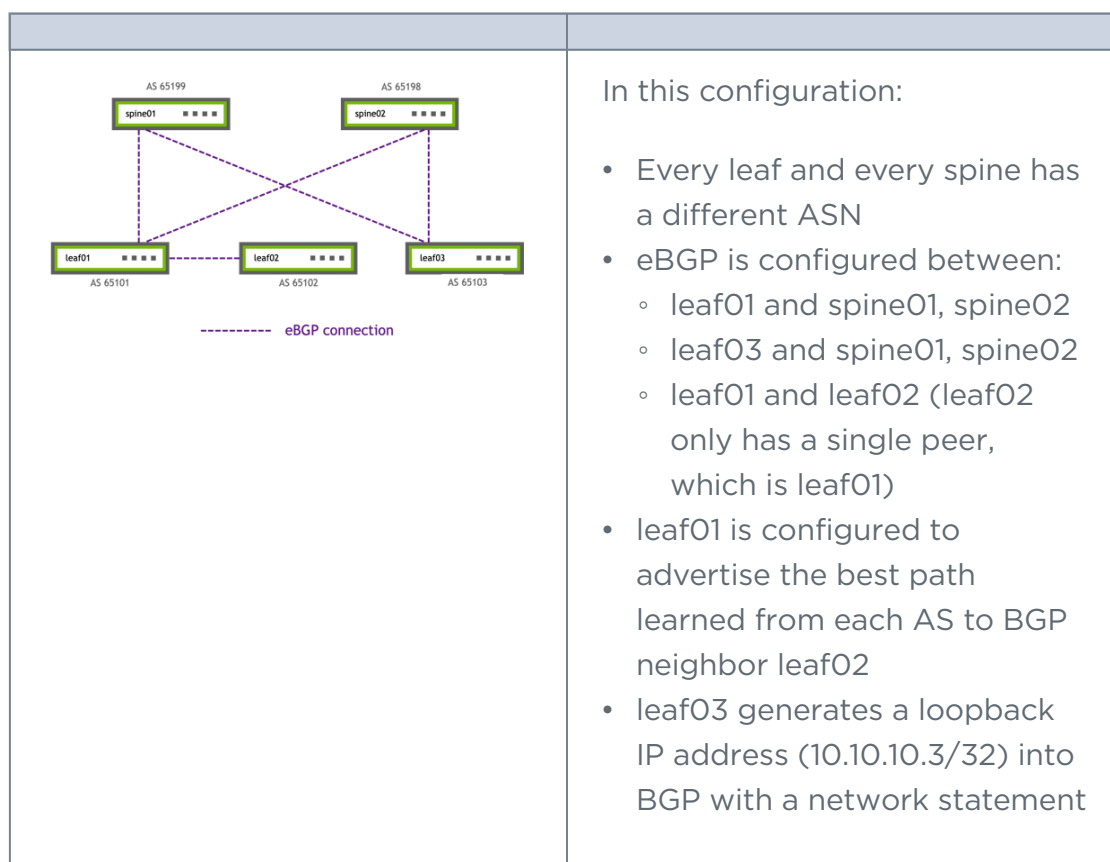 AS 65199
AS 65198
spine01
spine02
leaf01
leaf02
leaf03
AS 65101
AS 65102
AS 65103
eBGP connection
In this configuration:
• Every leaf and every spine has
a different ASN
• eBGP is configured between:
◦ leaf01 and spine01, spine02
◦ leaf03 and spine01, spine02
◦ leaf01 and leaf02 (leaf02
only has a single peer,
which is leaf01)
• leaf01 is configured to
advertise the best path
learned from each AS to BGP
neighbor leaf02
• leaf03 generates a loopback
IP address (10.10.10.3/32) into
BGP with a network statement